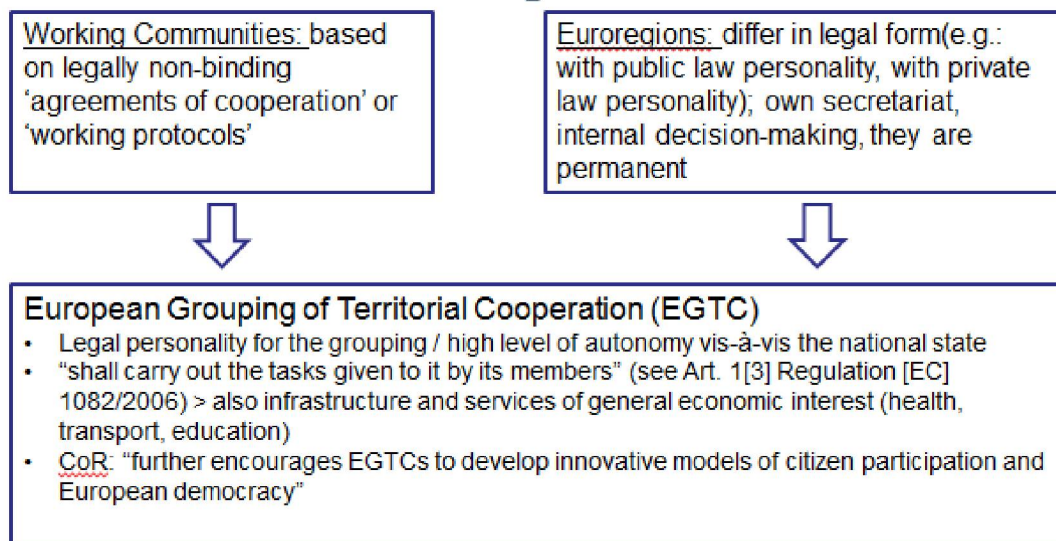 Working Communities: based
on legally non-binding
‘agreements of cooperation’ or
‘working protocols’
Euroregions: differ in legal form(e.g.:
with public law personality, with private
law personality); own secretariat,
internal decision-making, they are
permanent
European Grouping of Territorial Cooperation (EGTC)
• Legal personality for the grouping / high level of autonomy vis-à-vis the national state
• “shall carry out the tasks given to it by its members” (see Art. 1[3] Regulation [EC]
1082/2006) > also infrastructure and services of general economic interest (health,
transport, education)
• CoR: “further encourages EGTCs to develop innovative models of citizen participation and
European democracy”